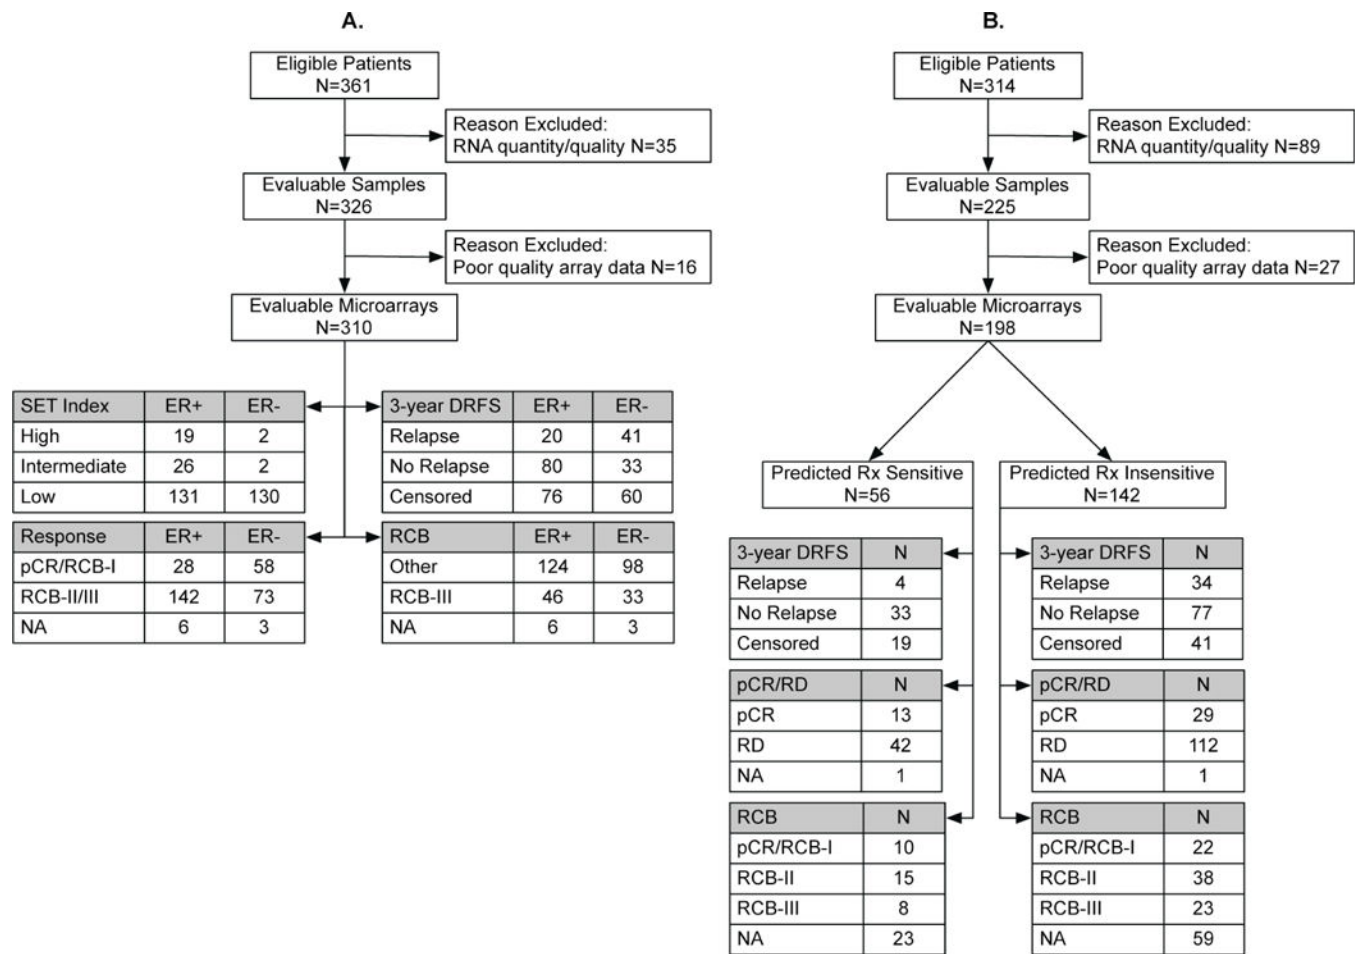 A.
Eligible Patients
N=361
Reason Excluded:
RNA quantity/quality N=35
Evaluable Samples
N=326
Reason Excluded:
Poor quality array data N=16
Evaluable Microarrays
N=310
SET Index ER+ ER-
High 19 2
Intermediate 26 2
Low 131 130
3-year DRFS ER+ ER-
Relapse 20 41
No Relapse 80 33
Censored 76 60
Response ER+ ER-
pCR/RCB-I 28 58
RCB-II/III 142 73
NA 6 3
RCB ER+ ER-
Other 124 98
RCB-III 46 33
NA 6 3
B.
Eligible Patients
N=314
Reason Excluded:
RNA quantity/quality N=89
Evaluable Samples
N=225
Reason Excluded:
Poor quality array data N=27
Evaluable Microarrays
N=198
Predicted Rx Sensitive
N=56
3-year DRFS N
Relapse 4
No Relapse 33
Censored 19
pCR/RD N
pCR 13
RD 42
NA 1
RCB N
pCR/RCB-I 10
RCB-II 15
RCB-III 8
NA 23
Predicted Rx Insensitive
N=142
3-year DRFS N
Relapse 34
No Relapse 77
Censored 41
pCR/RD N
pCR 29
RD 112
NA 1
RCB N
pCR/RCB-I 22
RCB-II 38
RCB-III 23
NA 59